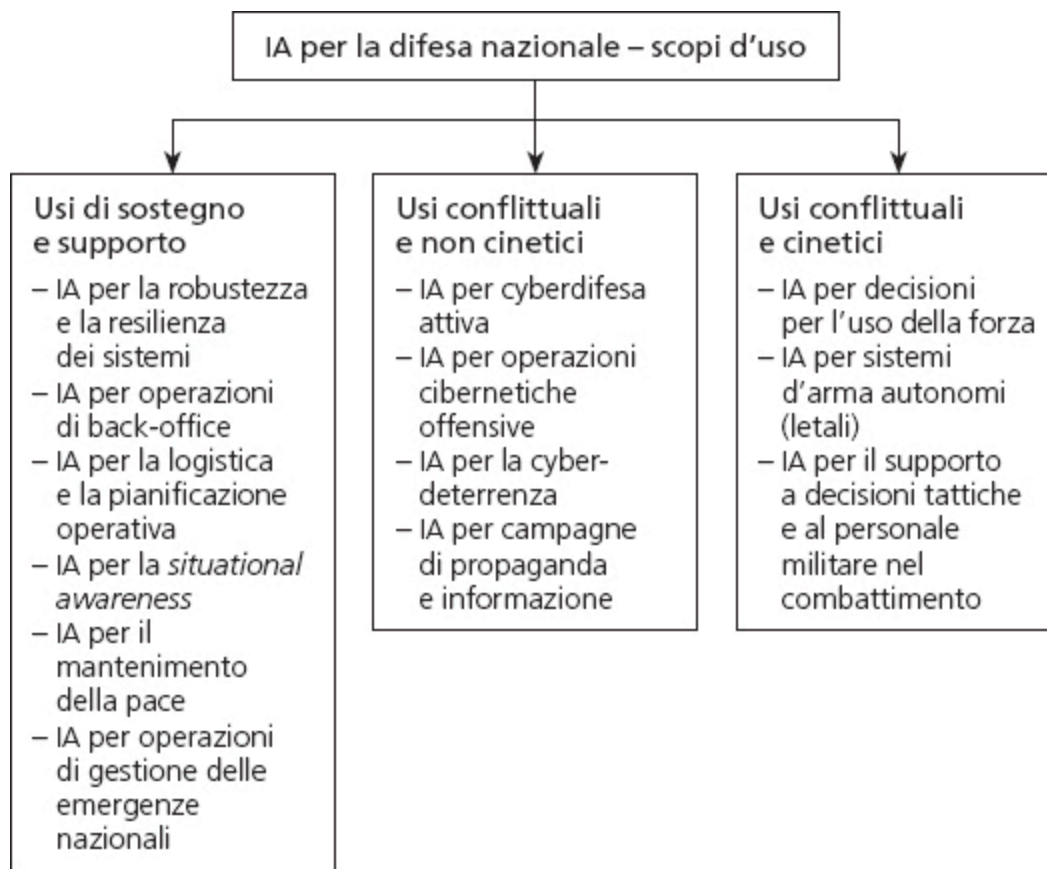 IA per la difesa nazionale – scopi d’uso
Usi di sostegno
e supporto
– IA per la robustezza
e la resilienza
dei sistemi
– IA per operazioni
di back-office
– IA per la logistica
e la pianificazione
operativa
– IA per la situational
awareness
– IA per il
mantenimento
della pace
– IA per operazioni
di gestione delle
emergenze
nazionali
Usi conflittuali
e non cinetici
– IA per cyberdifesa
attiva
– IA per operazioni
cibernetiche
offensive
– IA per la cyber-
deterrenza
– IA per campagne
di propaganda
e informazione
Usi conflittuali
e cinetici
– IA per decisioni
per l’uso della forza
– IA per sistemi
d’arma autonomi
(letali)
– IA per il supporto
a decisioni tattiche
e al personale
militare nel
combattimento